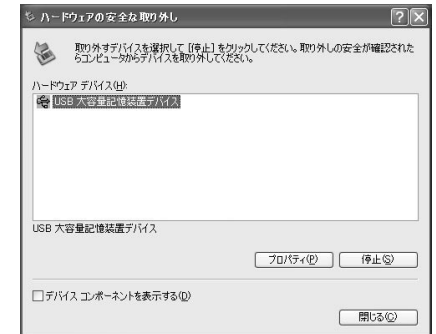 ハードウェアの安全な取り外し
取り外すデバイスを選択して [停止] をクリックしてください。取り外しの安全が確認された
らコンピュータからデバイスを取り外してください。
ハードウェア デバイス(H):
USB 大容量記憶装置デバイス
USB 大容量記憶装置デバイス
プロパティ(P)
停止(S)
デバイス コンポーネントを表示する(D)
閉じる(C)